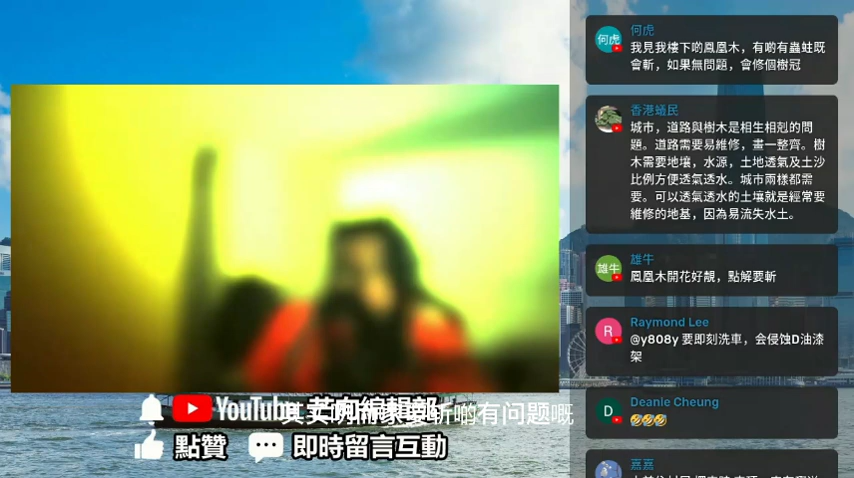 何虎
我見我樓下啲鳳凰木，有啲有蟲蛀既
會斬，如果無問題，會修個樹冠
香港蟻民
城市，道路與樹木是相生相剋的問
題。道路需要易維修，畫一整齊。樹
木需要地壤，水源，土地透氣及土沙
比例方便透氣透水。城市兩樣都需
要。可以透氣透水的土壤就是經常要
維修的地基，因為易流失水土。
雄牛
鳳凰木開花好靚，點解要斬
Raymond Lee
@y808y 要即刻洗車，会侵蚀D油漆
架
Deanie Cheung
🤣🤣🤣
嘉嘉
YouTube
有问题嘅
點贊 即時留言互動